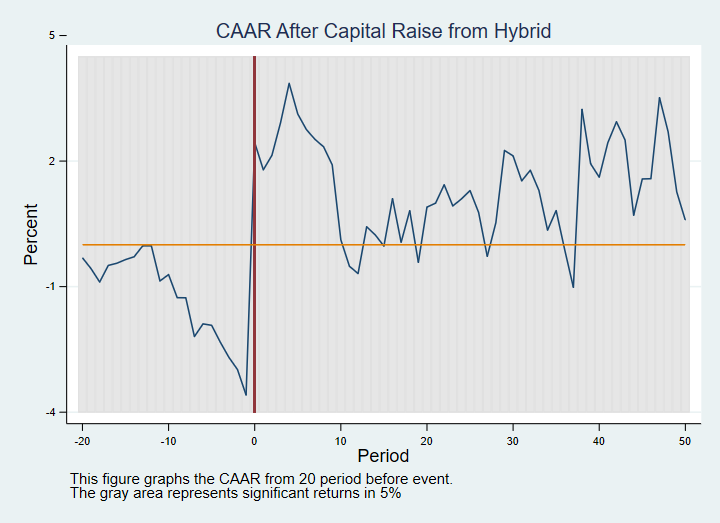 CAAR After Capital Raise from Hybrid
5
2
-1
-4
Percent
-20 -10 0 10 20 30 40 50
Period
This figure graphs the CAAR from 20 period before event.
The gray area represents significant returns in 5%